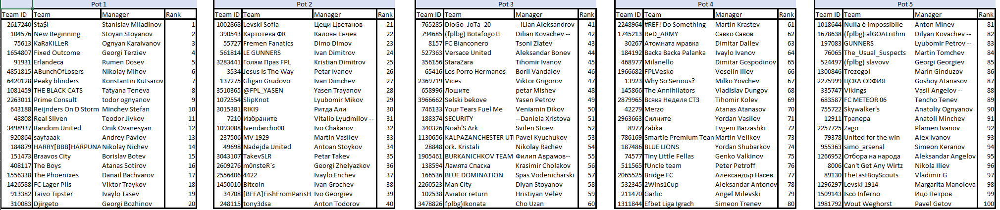 Pot 1 Pot 2 Pot 3 Pot 4 Pot 5
Team ID Team Manager Rank Team ID Team Manager Rank Team ID Team Manager Rank Team ID Team Manager Rank Team ID Team Manager Rank
2617240 Sta$i Stanislav Miladinov 1 1002868 Levski Sofia Цеци Цветанов 21 765285 DioGo_JoTa_20 --iLian Aleksandrov- 41 2248964 #REF! Do Something Martin Krastev 61 1018644 Nulla è impossibile Anton Minev 81
104576 New Beginning Stoyan Stoyanov 2 390543 Картотека ФК Калоян Енчев 22 794685 (fplbg) Botafogo Dilian Kovachev -- 42 1745213 ReD_ARMY Савко Савов 62 1678638 (fplbg) alGOALrithm Dilyan Kovachev -- 82
75613 KaRaKiLLeR Ognyan Karaivanov 3 55727 Fremen Fanatics Dimo Dimov 23 8157 FC Bianconero Tsoni Zlatev 43 30267 Атомната мравка Dimitar Dallev 63 197083 GUNNERS Lyubomir Petrov -- 83
1654807 Fixed Outcome Georgi Terziev 4 561814 LE GUNNERS Ivan Dimitrov 24 527363 Versace United Aleksandar Bonev 44 184192 Backa Backa Palanka Ivaylo Ivanov 64 76065 The_Usual_Suspects Martin Tomchev 84
91931 Erlandeca Rumen Dosev 5 3283441 Голям Праз FPL Kristian Dimitrov 25 356156 StaraZara Tihomir Ivanov 45 468977 Milanello Dimitar Gospodinov 65 524497 (fplbg) slavovv Georgi Georgiev 85
4851815 ABunchOfLosers Nikolay Mihov 6 3534 Jesus Is The Way Petar Ivanov 26 65416 Los Porro Hermanos Boril Vandalov 46 1966682 FPLVesko Veselin Iliev 66 1300846 Trezegol Marin Ginduzov 86
6420128 Peaky blinders Konstantin Kutsarov 7 137275 Gligan Grudovo Ivan Dimchev 27 2369719 Vices Viktor Grigorov 47 13923 Why So Serious? Milko Yovchev 67 2275999 ЦСКА СОФИЯ Goshoy Atanasov 87
1081459 THE BLACK CATS Tatyana Teneva 8 3510365 @FPL_YASEN Yasen Trayanov 28 658996 Лошите petar Mishev 48 145866 The Annihilators Vladislav Dungov 68 335747 Vikings Vasil Angelov -- 88
2263011 Prime Consult todor ognyanov 9 1072554 SlipKnot Lyubomir Mikov 29 3966662 Selski bekove Yasen Petrov 49 2879965 Всяка Неделя СТЗ Tihomir Kolev 69 683587 FC METEOR 06 Tencho Tenev 89
643188 Reijnders On D Storm Minchev Stefan 10 3015381 RIKI9 Ритда Али 30 746133 Your Tears Fuel Me Veniamin Dikov 50 42279 Merzo Atanas Atanasov 70 755722 Skywalker's Anatoliy Ognyanov 90
48808 Real Sliven Teodor Jivkov 11 7210 Избраните Vitalio Lyudmilov -- 31 188374 SECURITY --Daniela Xristova 51 2963663 Силните Yordan Vasilev 71 12911 Трапера Anatoli Minchev 91
3498937 Random United Onik Ovanesyan 12 1093008 Ivendarcho00 Ivo Chakarov 32 340326 Noah'S Ark Svilen Stoev 52 8977 Żabka Evgeni Barzashki 72 2257725 Zago Plamen Ivanov 92
920864 sayfaaak Andrey Pavlov 13 237506 MV 1929 Martin Vasilev 33 1130656 KALPAZANCHESTER UTI Pavel Kyuchukov 53 786169 Smartie Premium Tean Martin Velikov 73 79378 United for the win Alex Ivanov 93
184879 HARRY[BBB]HARPUNA Nikolay Nichev 14 49698 Nadejda United Antoan Stoykov 34 28848 ork. Kristali Nikolay Rachev 54 187486 BLUE LIONS Yordan Shubarkov 74 955363 simo_arsenal Simeon Keranov 94
151473 Braavos City Borislav Botev 15 3043107 TakevSLR Petar Takev 35 1905461 BURKANICHKOV TEAM Филип Аврамов-- 55 74577 Tiny Little Fellas Genko Valkinov 75 1266952 Отбора на народа Aleksandar Angelov 95
408117 The Boys Atanas Sotirov 16 2609276 m0nsteR`s Georgi Zhelyazkov 36 138594 Ламята Спаска Krasimir Cholakov 56 511565 fUncle team Peter Petroff 76 8006 Can't Get Any Wirtz Nikola Iliev 96
1556338 The Phoenixes Danail Bachvarov 17 2556406 4422 Ivaylo Enchev 37 166536 BLUE DOMINATION Spas Vodenicharski 57 2065525 Bridge FC Александър Насев 77 89130 TheLastBoyScouts Vladimir G 97
1426588 FC Lager Pils Viktor Traykov 18 1450010 Bitcoin Ivan Grochev 38 2260523 Man City Diyan Stoyanov 58 532345 2Wins1Cup Aleksandar Antonov 78 1296297 Levski 1914 Margarita Manolova 98
913382 Taivo Tipster Ivaylo Tasev 19 34708 [BFFA]FishFromParisH Ivo Georgiev 39 102538 Aviator return Hristiyan Velev 59 211470 Garlic Angel Milevski 79 1509143 Isco Inferno Ицо Петров 99
310083 Djirgeto Georgi Bozhinov 20 248115 tony3dsa Anton Todorov 40 3478826 fplbg)Ikonata Cho Uzan 60 1311844 Efbet Liga Igrach Simeon Trenev 80 1981792 Wout Weghorst Pavel Getov 100